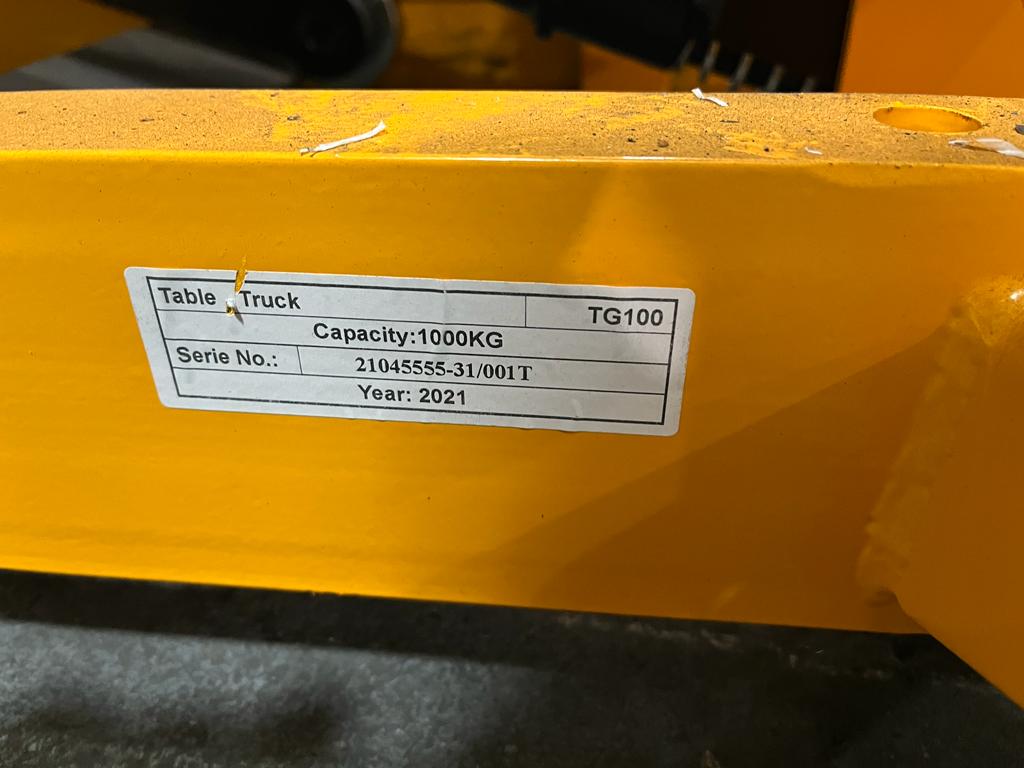 Table Truck TG100
Capacity:1000KG
Serie No.: 21045555-31/001T
Year: 2021